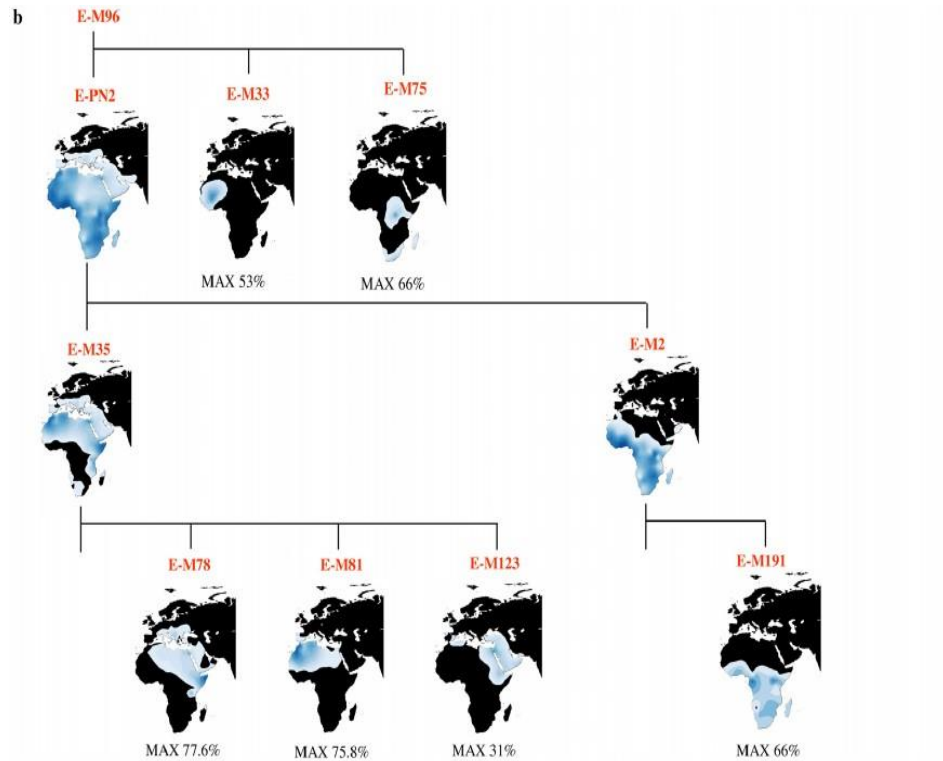 b
E-M96
E-PN2
E-M33
E-M75
MAX 53%
MAX 66%
E-M35
E-M2
E-M78
E-M81
E-M123
E-M191
MAX 77.6%
MAX 75.8%
MAX 31%
MAX 66%